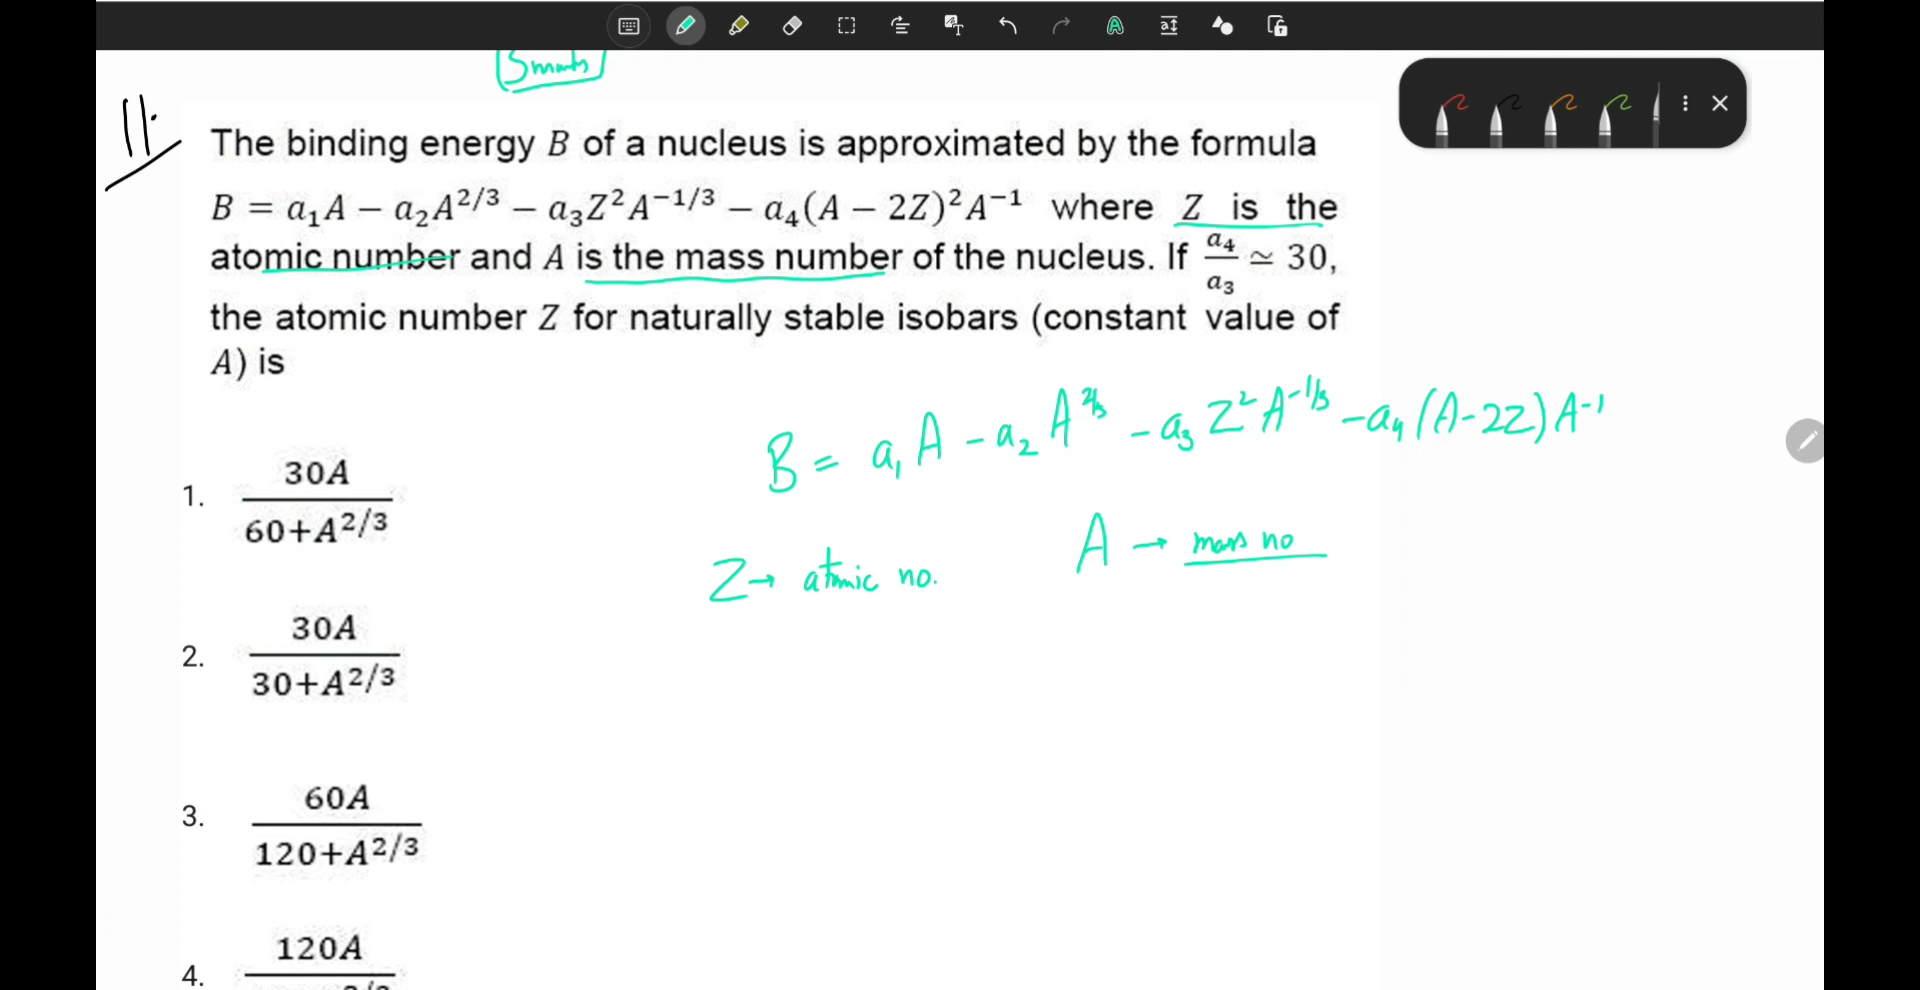 5 marks
11.
The binding energy B of a nucleus is approximated by the formula
B = a₁A − a₂A^{2/3} − a₃Z²A^{−1/3} − a₄(A − 2Z)²A^{−1} where Z is the
atomic number and A is the mass number of the nucleus. If a₄/a₃ ≃ 30,
the atomic number Z for naturally stable isobars (constant value of
A) is
B = a₁A − a₂A^{2/3} − a₃Z²A^{−1/3} − a₄(A−2Z)A^{−1}
1. 30A/(60+A^{2/3})
Z → atomic no.
A → mass no
2. 30A/(30+A^{2/3})
3. 60A/(120+A^{2/3})
4. 120A